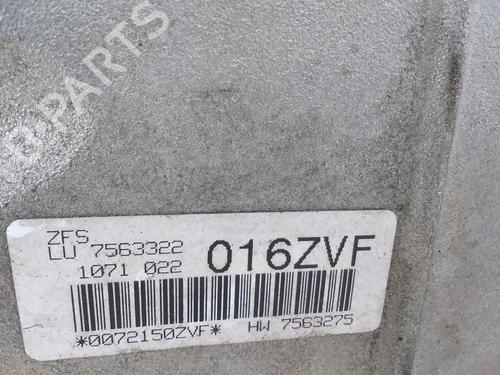 B-PARTS
ZFS
LU 7563322
1071 022
016ZVF
*0072150ZVF* HW 7563275